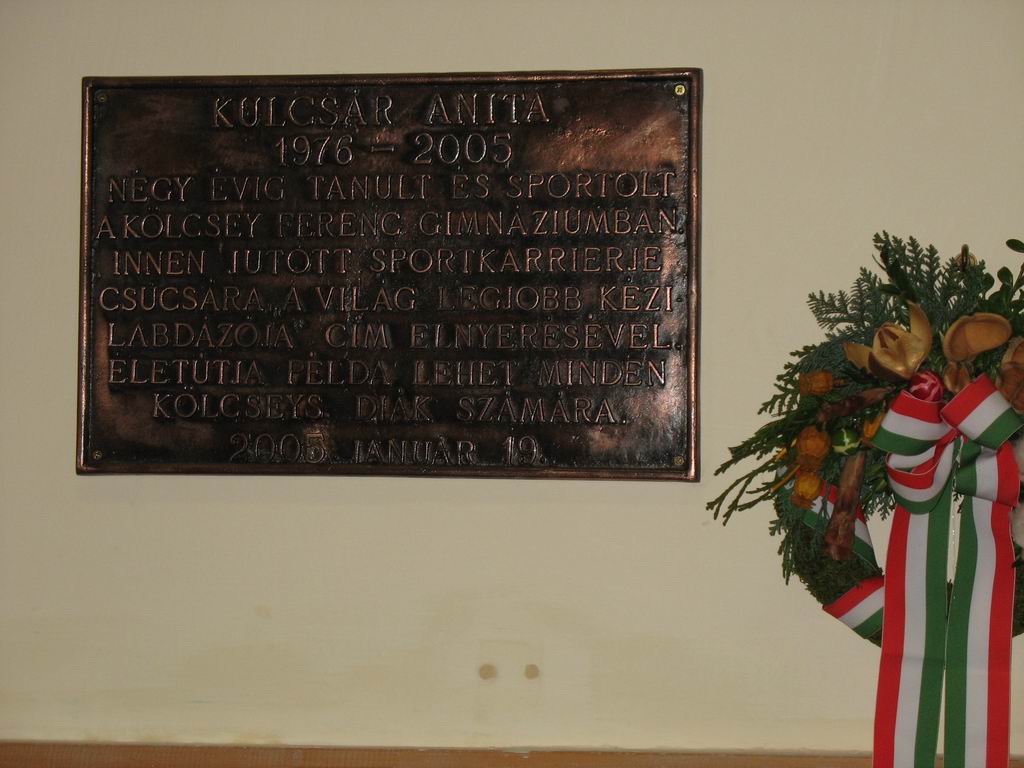 KULCSÁR ANITA
1976 - 2005
NÉGY ÉVIG TANULT ÉS SPORTOLT
A KÖLCSEY FERENC GIMNÁZIUMBAN.
INNEN JUTOTT SPORTKARRIERJE
CSÚCSÁRA, A VILÁG LEGJOBB KÉZI
LABDÁZÓJA CÍM ELNYERÉSÉVEL.
ÉLETÚTJA PÉLDA LEHET MINDEN
KÖLCSEYS DIÁK SZÁMÁRA.
2005 JANUÁR 19.